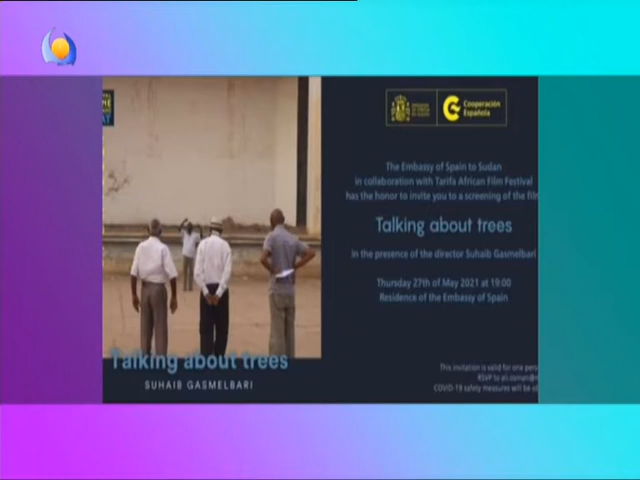 Cooperación
Española
The Embassy of Spain to Sudan
in collaboration with Tarifa African Film Festival
has the honor to invite you to a screening of the film
Talking about trees
in the presence of the director Suhaib Gasmelbari
Thursday 27th of May 2021 at 19:00
Residence of the Embassy of Spain
Talking about trees
SUHAIB GASMELBARI
This invitation is valid for one
RSVP to
COVID-19 safety measures will be